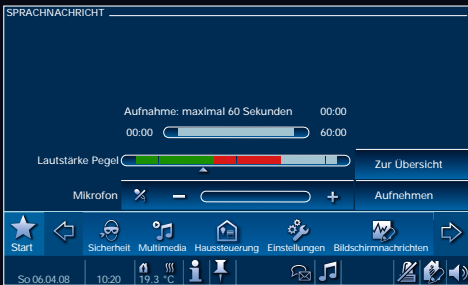 SPRACHNACHRICHT
Aufnahme: maximal 60 Sekunden 00:00
00:00 60:00
Lautstärke Pegel Zur Übersicht
Mikrofon − + Aufnehmen
Start Sicherheit Multimedia Haussteuerung Einstellungen Bildschirmnachrichten
So 06.04.08 10:20 19.3 °C